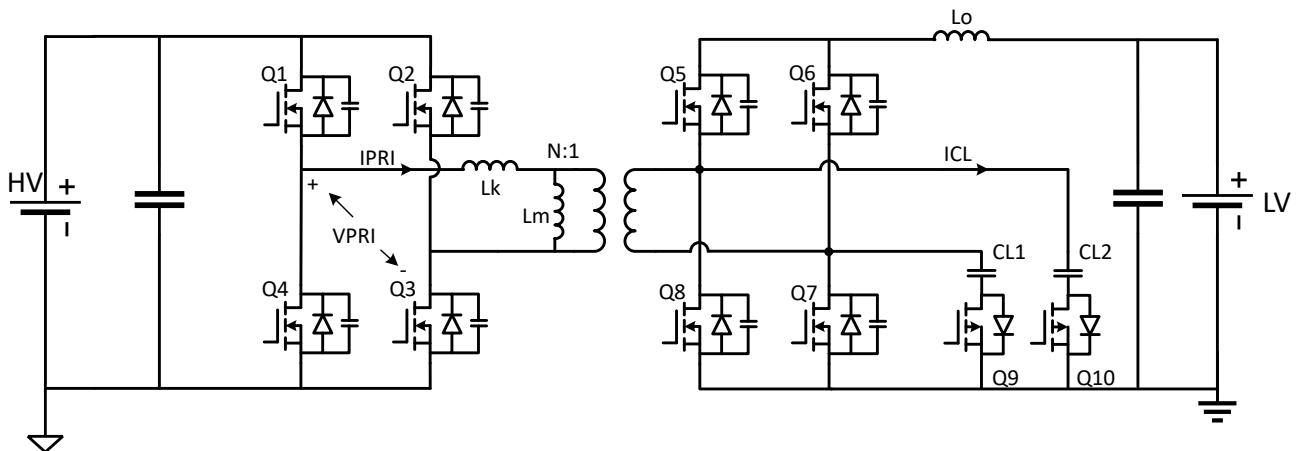 Lo
Q1
Q2
Q5
Q6
IPRI
N:1
ICL
HV
+
+
Lk
+
Lm
LV
VPRI
-
-
-
CL1
CL2
Q4
Q3
Q8
Q7
Q9
Q10